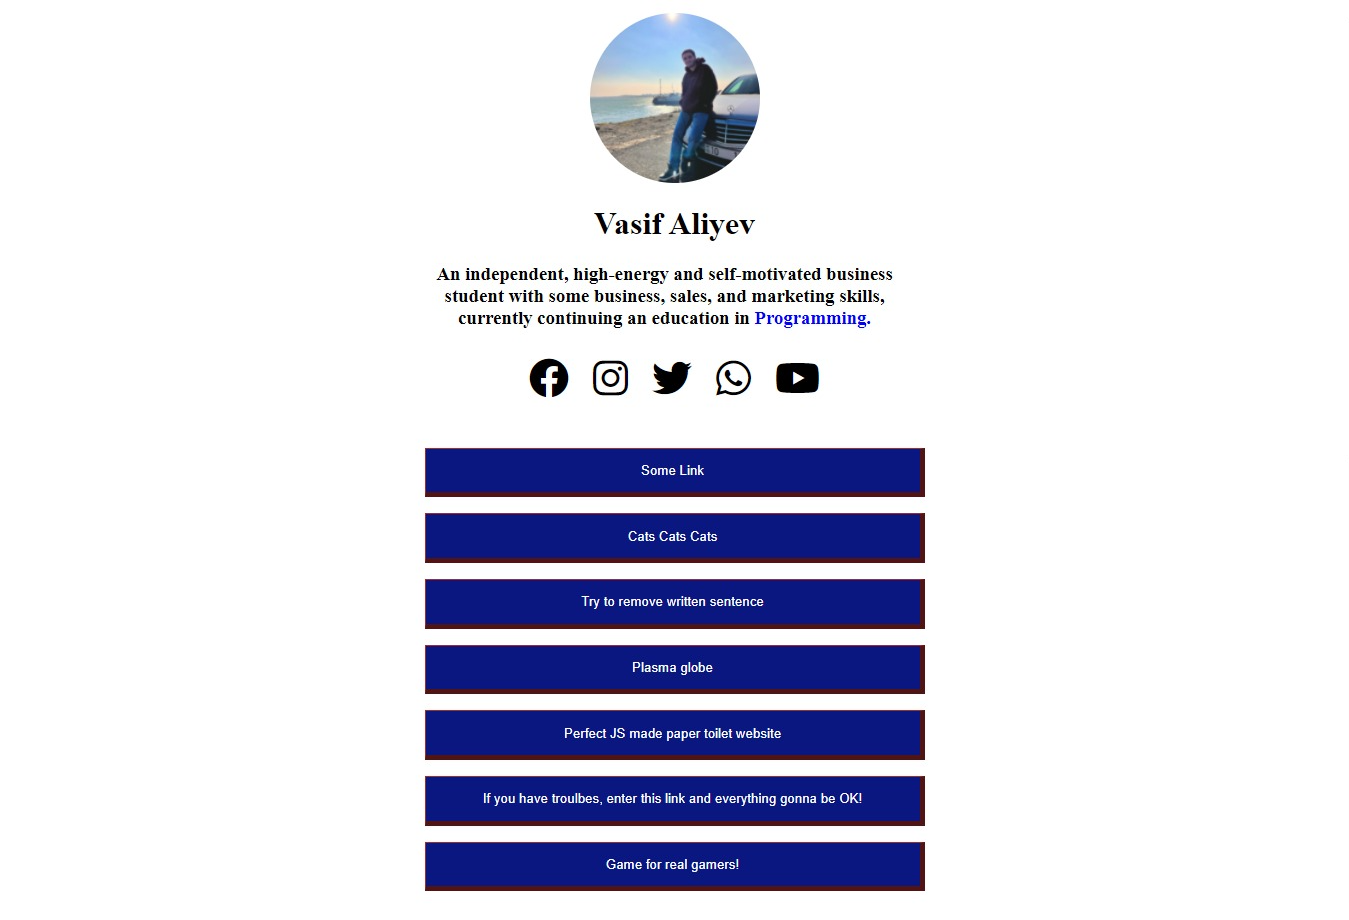 Vasif Aliyev
An independent, high-energy and self-motivated business
student with some business, sales, and marketing skills,
currently continuing an education in Programming.
Some Link
Cats Cats Cats
Try to remove written sentence
Plasma globe
Perfect JS made paper toilet website
If you have troulbes, enter this link and everything gonna be OK!
Game for real gamers!